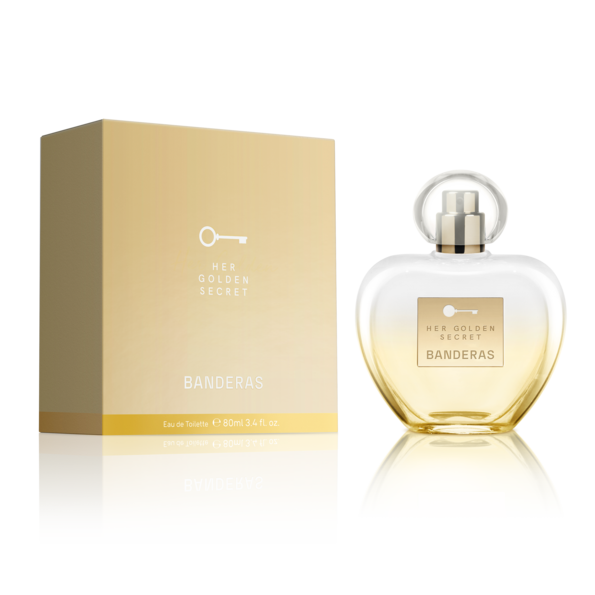 HER
GOLDEN
SECRET
BANDERAS
Eau de Toilette ℮ 80ml 3.4 fl. oz.
HER GOLDEN
SECRET
BANDERAS